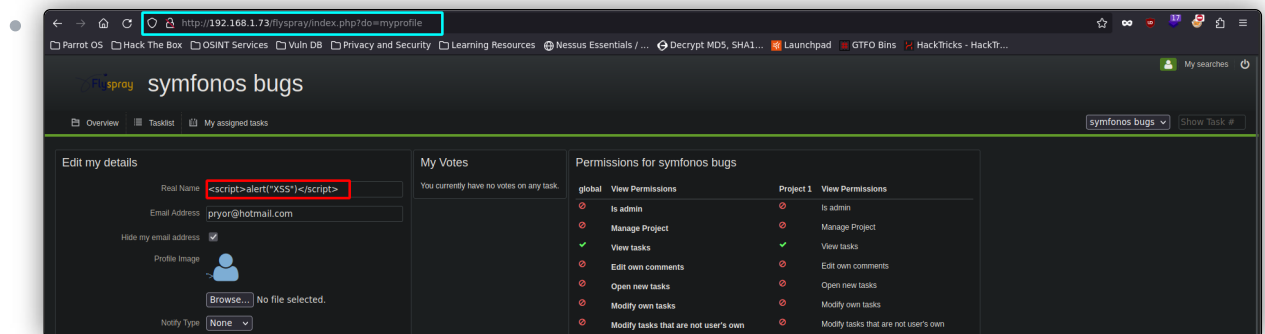 http://192.168.1.73/flyspray/index.php?do=myprofile
17
Parrot OS Hack The Box OSINT Services Vuln DB Privacy and Security Learning Resources Nessus Essentials / ... Decrypt MD5, SHA1... Launchpad GTFO Bins HackTricks - HackTr...
My searches
Flyspray symfonos bugs
Overview Tasklist My assigned tasks symfonos bugs Show Task #
Edit my details
Real Name <script>alert("XSS")</script>
Email Address pryor@hotmail.com
Hide my email address
Profile Image
">
Browse... No file selected.
Notify Type None
My Votes
You currently have no votes on any task.
Permissions for symfonos bugs
global View Permissions Project 1 View Permissions
Is admin Is admin
Manage Project Manage Project
View tasks View tasks
Edit own comments Edit own comments
Open new tasks Open new tasks
Modify own tasks Modify own tasks
Modify tasks that are not user's own Modify tasks that are not user's own